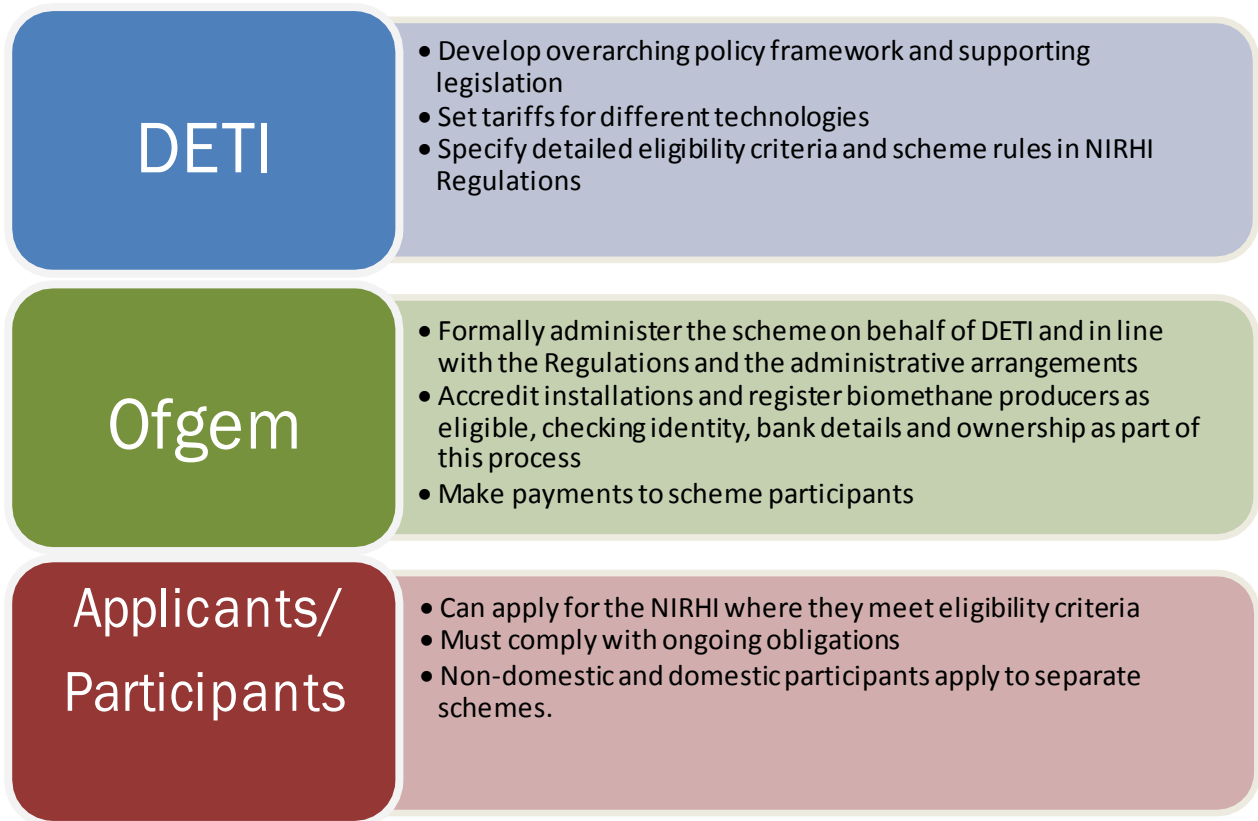 DETI
• Develop overarching policy framework and supporting
legislation
• Set tariffs for different technologies
• Specify detailed eligibility criteria and scheme rules in NIRHI
Regulations
Ofgem
• Formally administer the scheme on behalf of DETI and in line
with the Regulations and the administrative arrangements
• Accredit installations and register biomethane producers as
eligible, checking identity, bank details and ownership as part of
this process
• Make payments to scheme participants
Applicants/
Participants
• Can apply for the NIRHI where they meet eligibility criteria
• Must comply with ongoing obligations
• Non-domestic and domestic participants apply to separate
schemes.